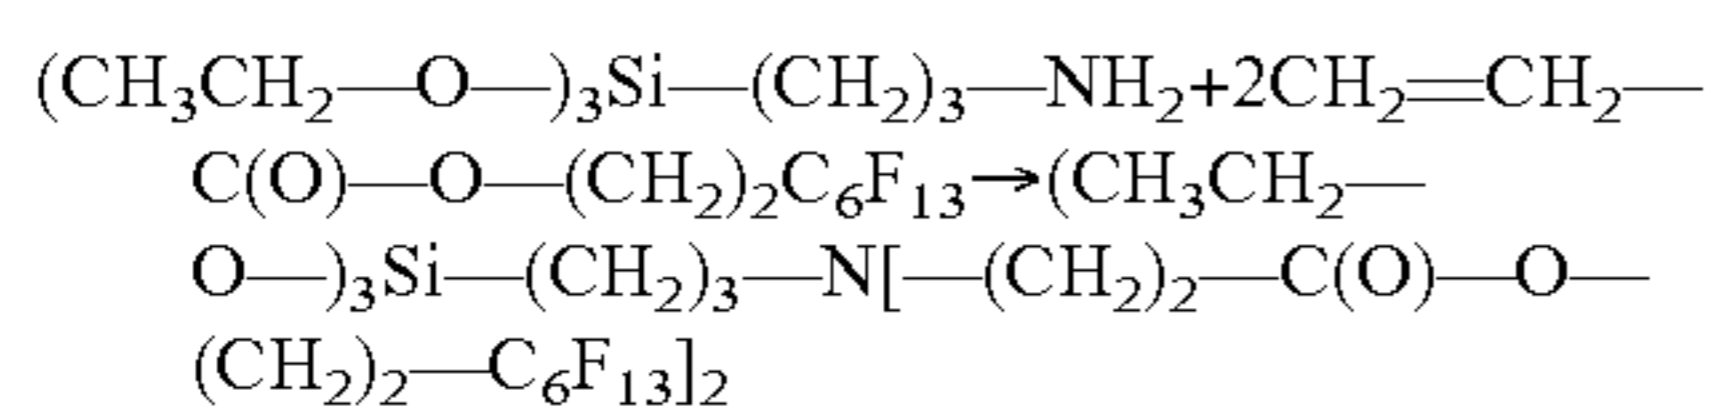 (CH₃CH₂—O—)₃Si—(CH₂)₃—NH₂+2CH₂═CH₂—
C(O)—O—(CH₂)₂C₆F₁₃→(CH₃CH₂—
O—)₃Si—(CH₂)₃—N[—(CH₂)₂—C(O)—O—
(CH₂)₂—C₆F₁₃]₂